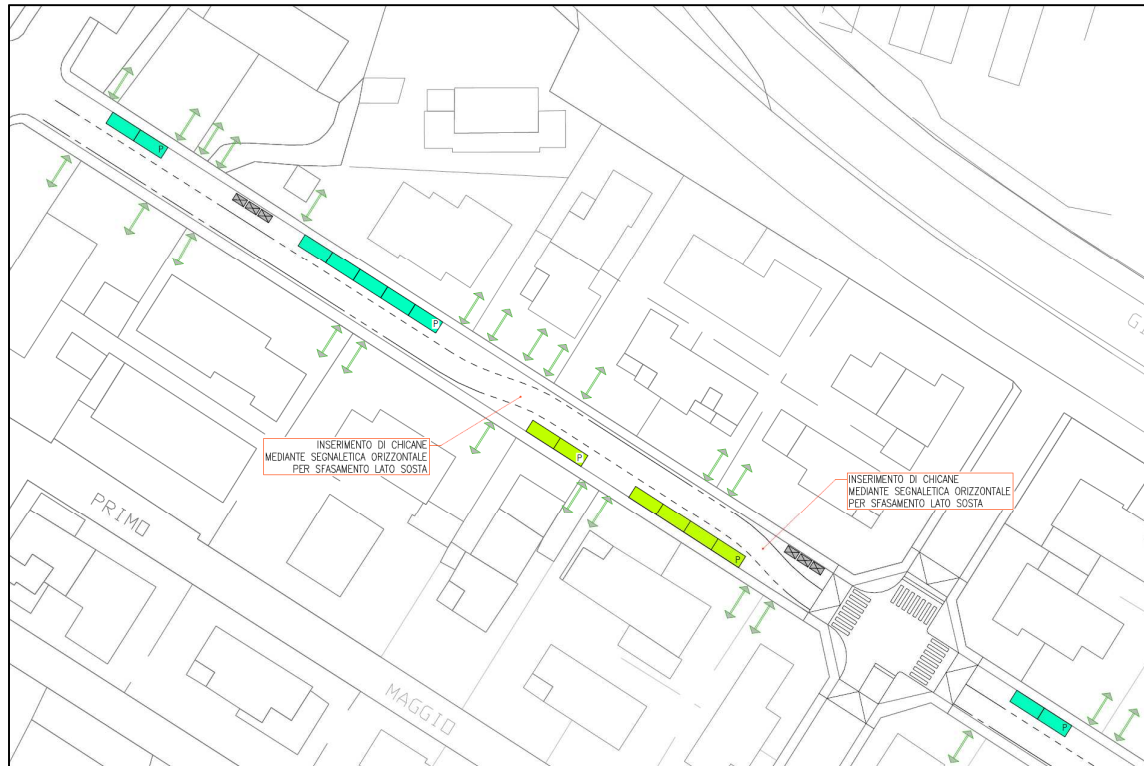 P
P
INSERIMENTO DI CHICANE
MEDIANTE SEGNALETICA ORIZZONTALE
PER SFASAMENTO LATO SOSTA
P
INSERIMENTO DI CHICANE
MEDIANTE SEGNALETICA ORIZZONTALE
PER SFASAMENTO LATO SOSTA
P
PRIMO
MAGGIO
P